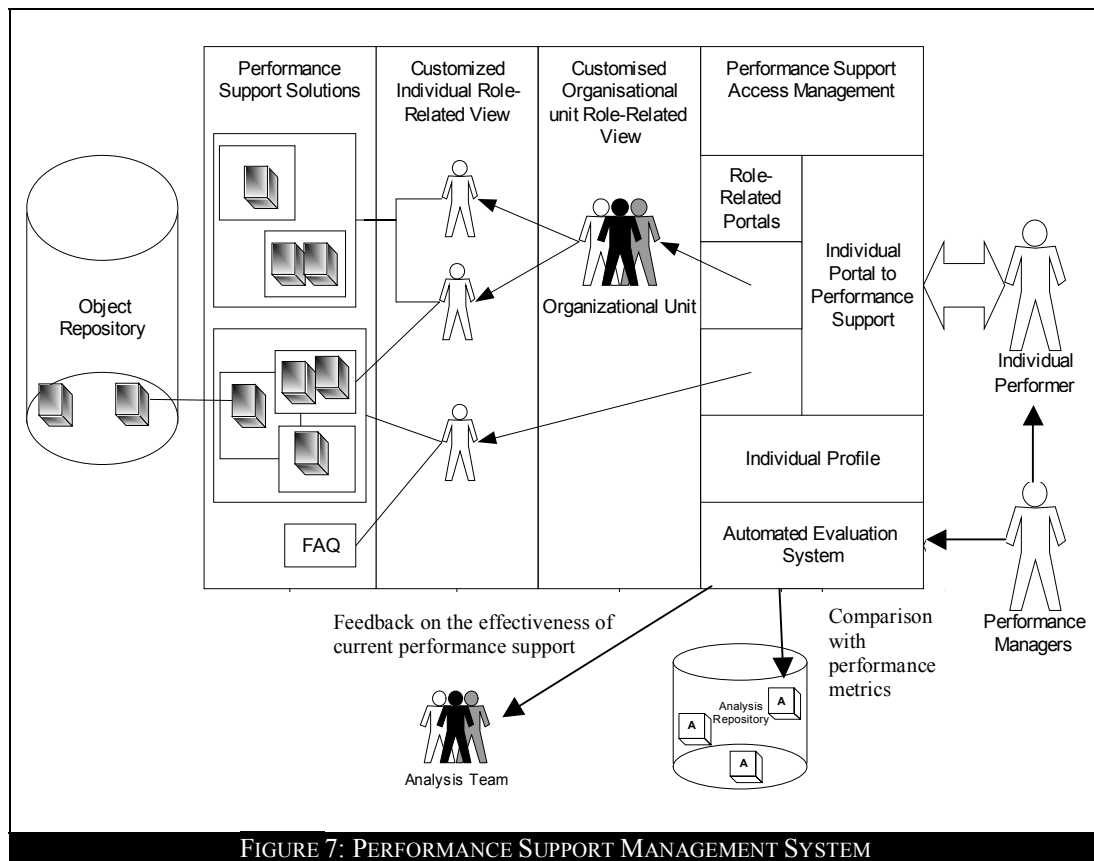 Performance
Support Solutions
Customized
Individual Role-
Related View
Customised
Organisational
unit Role-Related
View
Performance Support
Access Management
Role-
Related
Portals
Individual
Portal to
Performance
Support
Object
Repository
Organizational Unit
Individual
Performer
Individual Profile
FAQ
Automated Evaluation
System
Performance
Managers
Feedback on the effectiveness of
current performance support
Comparison
with
performance
metrics
Analysis
Repository
A
A
A
Analysis Team
FIGURE 7: PERFORMANCE SUPPORT MANAGEMENT SYSTEM